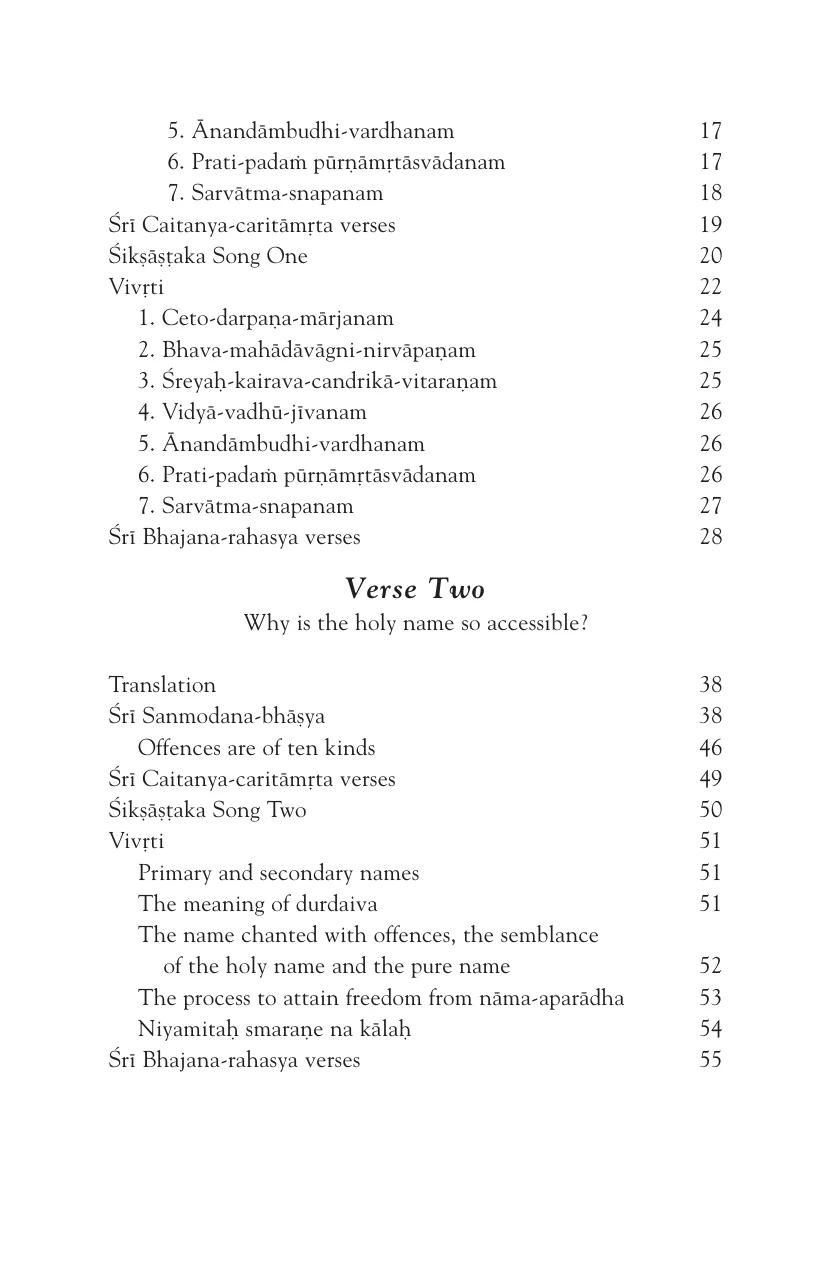 5. Ānandāmbudhi-vardhanam 17
6. Prati-padaṁ pūrṇāmṛtāsvādanam 17
7. Sarvātma-snapanam 18
Śrī Caitanya-caritāmṛta verses 19
Śikṣāṣṭaka Song One 20
Vivṛti 22
1. Ceto-darpaṇa-mārjanam 24
2. Bhava-mahādāvāgni-nirvāpaṇam 25
3. Śreyaḥ-kairava-candrikā-vitaraṇam 25
4. Vidyā-vadhū-jīvanam 26
5. Ānandāmbudhi-vardhanam 26
6. Prati-padaṁ pūrṇāmṛtāsvādanam 26
7. Sarvātma-snapanam 27
Śrī Bhajana-rahasya verses 28
Verse Two
Why is the holy name so accessible?
Translation 38
Śrī Sanmodana-bhāṣya 38
Offences are of ten kinds 46
Śrī Caitanya-caritāmṛta verses 49
Śikṣāṣṭaka Song Two 50
Vivṛti 51
Primary and secondary names 51
The meaning of durdaiva 51
The name chanted with offences, the semblance
of the holy name and the pure name 52
The process to attain freedom from nāma-aparādha 53
Niyamitaḥ smaraṇe na kālaḥ 54
Śrī Bhajana-rahasya verses 55